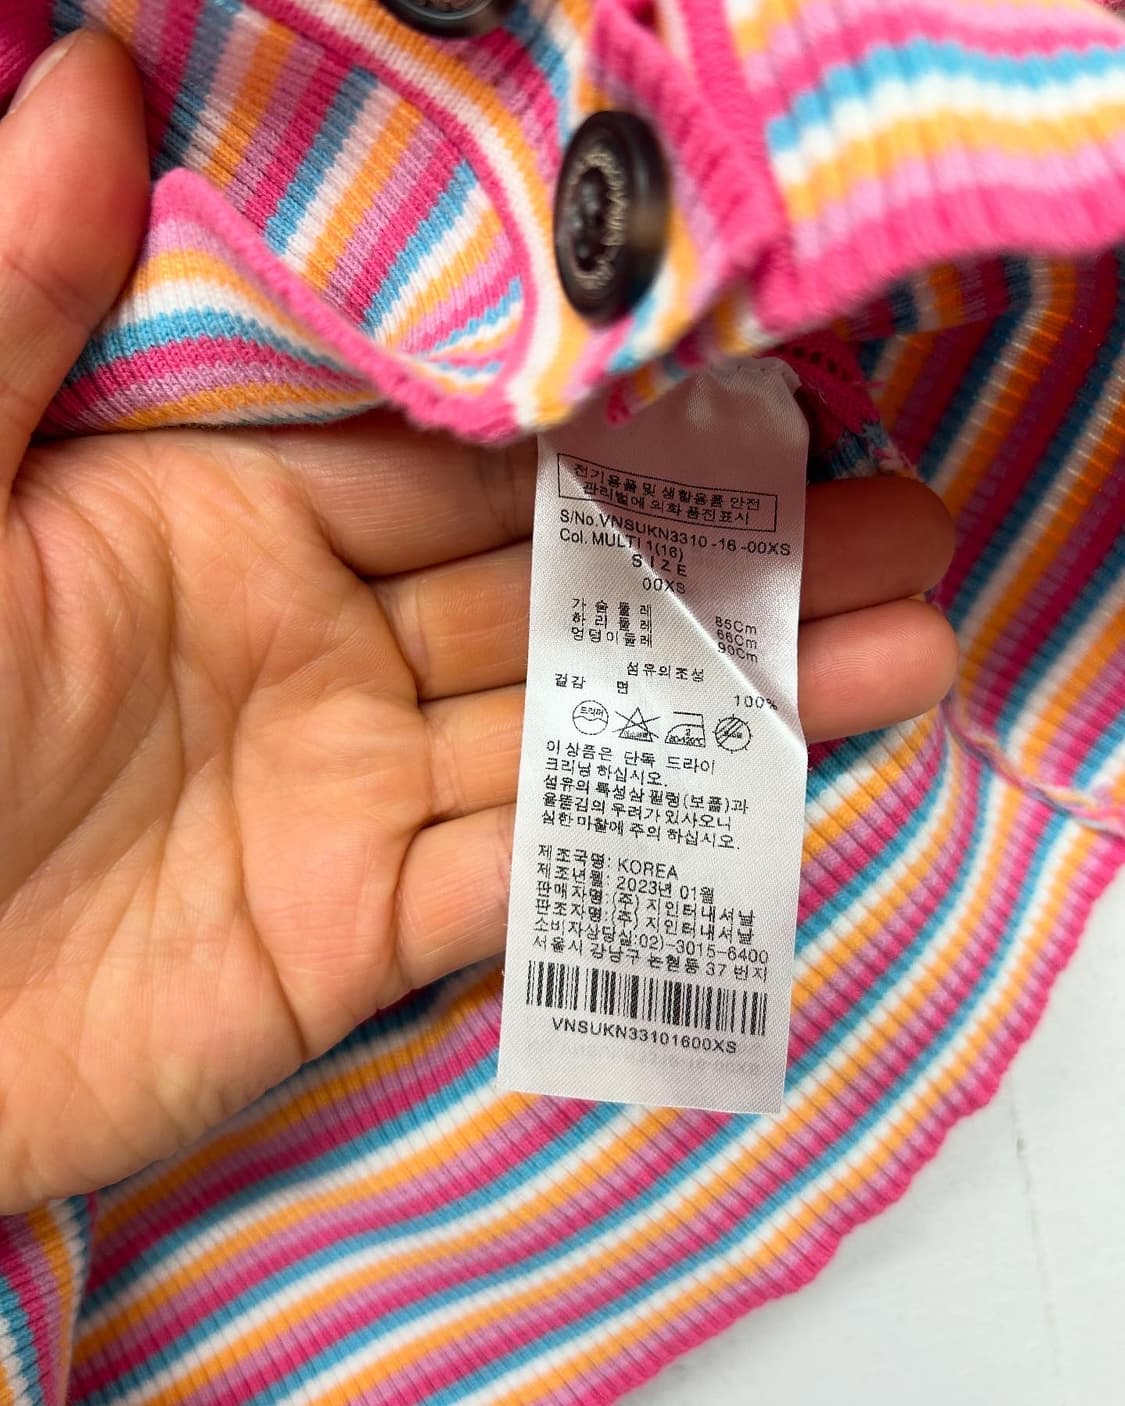 전기용품 및 생활용품 안전
관리법에 의화 품진표시
S/No.VNSUKN3310-16-00XS
Col. MULTI 1(16)
SIZE
00XS
가슴둘레 85Cm
허리둘레 66Cm
엉덩이둘레 90Cm
섬유의조성
겉감 면 100%
드라이
80~120℃
이상품은 단독 드라이
크리닝 하십시오.
섬유의 특성상 필링(보풀)과
올뜯김의 우려가 있사오니
심한 마찰에 주의 하십시오.
제조국명: KOREA
제조년월: 2023년 01월
판매자명:(주) 지인터내셔날
판조자명:(주) 지인터내셔날
소비자상담실:02)-3015-6400
서울시 강남구 논현동 37 번지
VNSUKN33101600XS